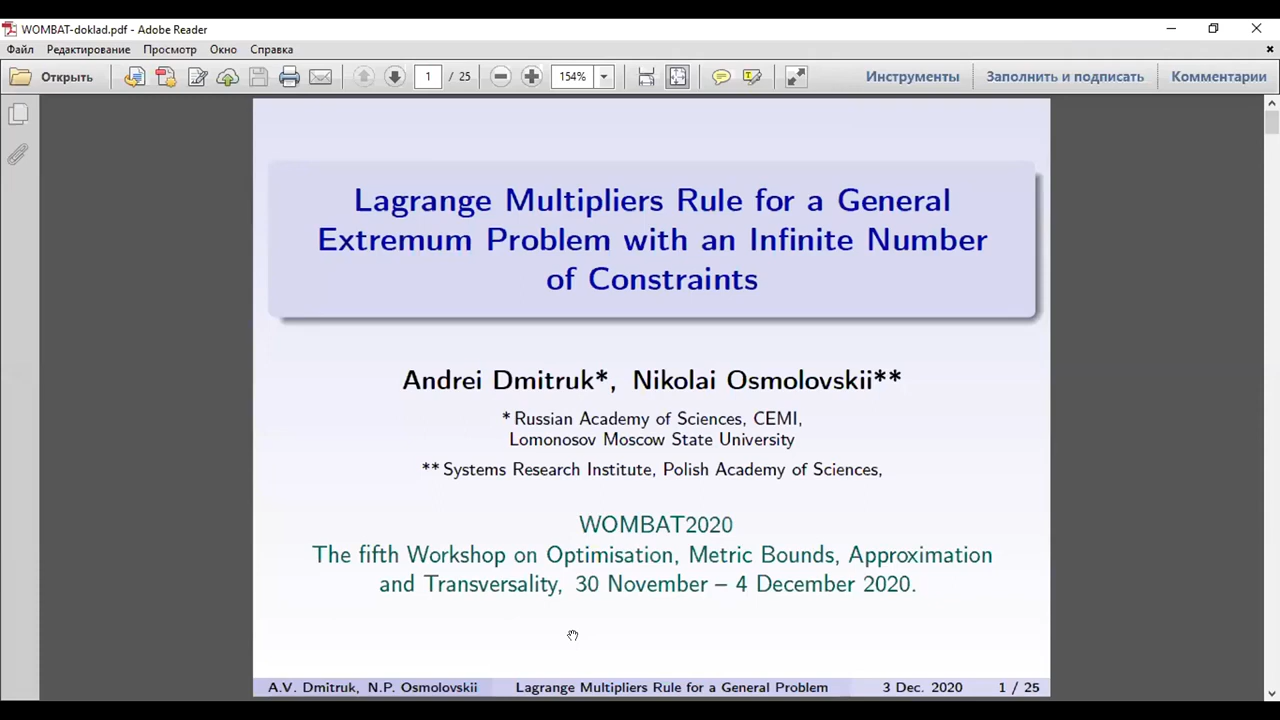 WOMBAT-doklad.pdf - Adobe Reader
Файл Редактирование Просмотр Окно Справка
Открыть 1 / 25 154% Инструменты Заполнить и подписать Комментарии
Lagrange Multipliers Rule for a General
Extremum Problem with an Infinite Number
of Constraints
Andrei Dmitruk*, Nikolai Osmolovskii**
* Russian Academy of Sciences, CEMI,
Lomonosov Moscow State University
** Systems Research Institute, Polish Academy of Sciences,
WOMBAT2020
The fifth Workshop on Optimisation, Metric Bounds, Approximation
and Transversality, 30 November – 4 December 2020.
A.V. Dmitruk, N.P. Osmolovskii Lagrange Multipliers Rule for a General Problem 3 Dec. 2020 1 / 25